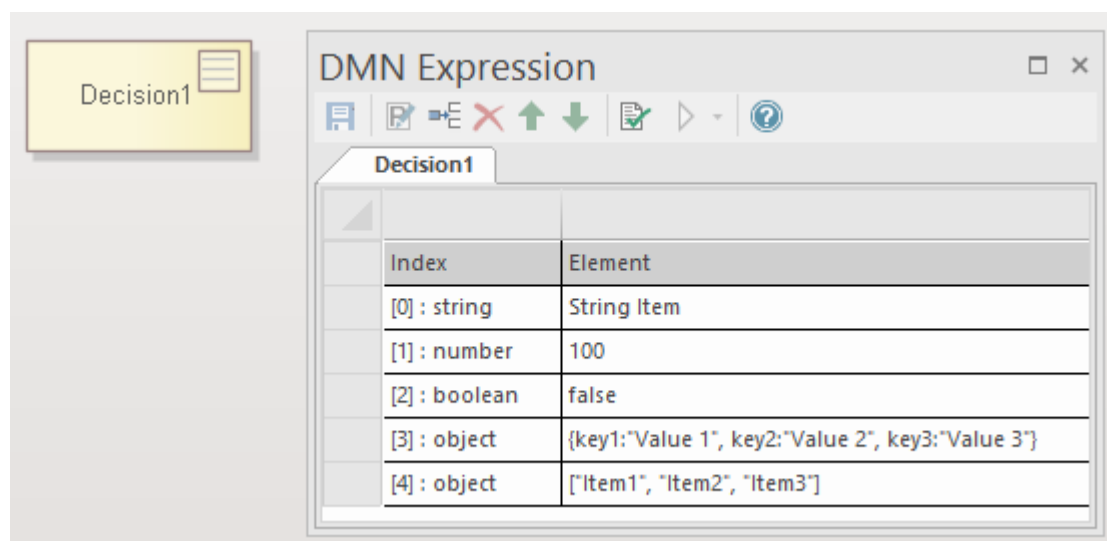 Decision1
DMN Expression
Decision1
Index Element
[0] : string String Item
[1] : number 100
[2] : boolean false
[3] : object {key1:"Value 1", key2:"Value 2", key3:"Value 3"}
[4] : object ["Item1", "Item2", "Item3"]